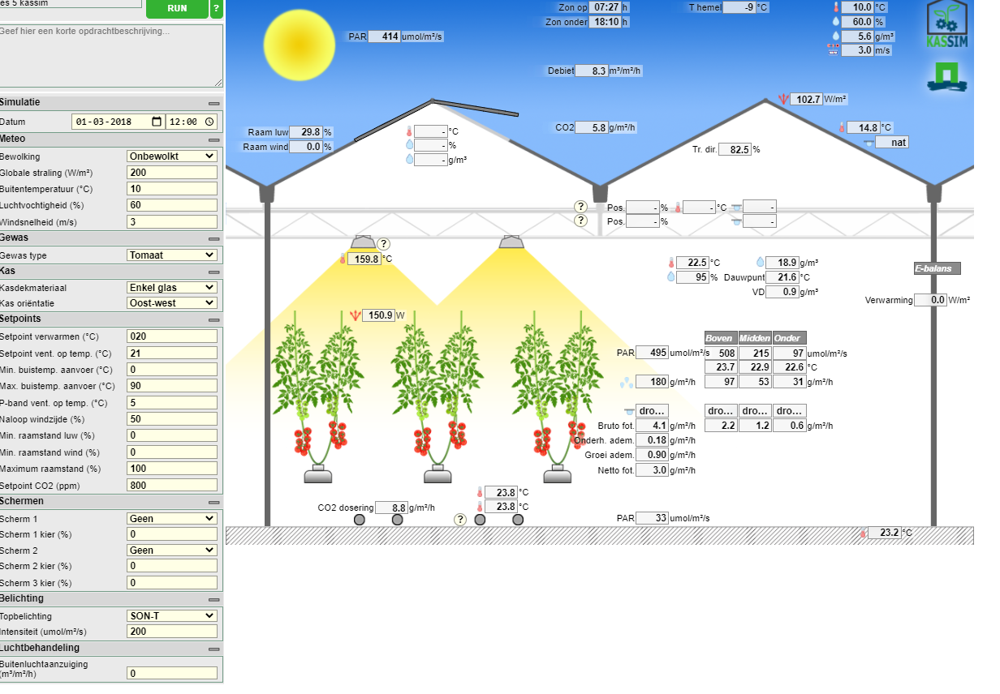 les 5 kassim
RUN
?
Geef hier een korte opdrachtbeschrijving...
Simulatie
Datum 01-03-2018 12:00
Meteo
Bewolking Onbewolkt
Globale straling (W/m²) 200
Buitentemperatuur (°C) 10
Luchtvochtigheid (%) 60
Windsnelheid (m/s) 3
Gewas
Gewas type Tomaat
Kas
Kasdekmateriaal Enkel glas
Kas oriëntatie Oost-west
Setpoints
Setpoint verwarmen (°C) 020
Setpoint vent. op temp. (°C) 21
Min. buistemp. aanvoer (°C) 0
Max. buistemp. aanvoer (°C) 90
P-band vent. op temp. (°C) 5
Naloop windzijde (%) 50
Min. raamstand luw (%) 0
Min. raamstand wind (%) 0
Maximum raamstand (%) 100
Setpoint CO2 (ppm) 800
Schermen
Scherm 1 Geen
Scherm 1 kier (%) 0
Scherm 2 Geen
Scherm 2 kier (%) 0
Scherm 3 kier (%) 0
Belichting
Topbelichting SON-T
Intensiteit (umol/m²/s) 200
Luchtbehandeling
Buitenluchtaanzuiging
(m³/m²/h) 0
Zon op 07:27 h
Zon onder 18:10 h
T hemel -9 °C
10.0 °C
60.0 %
5.6 g/m³
3.0 m/s
KASSIM
PAR 414 umol/m²/s
Debiet 8.3 m³/m²/h
102.7 W/m²
Raam luw 29.8 %
Raam wind 0.0 %
- °C
- %
- g/m³
CO2 5.8 g/m²/h
Tr. dir. 82.5 %
14.8 °C
nat
? Pos. - % - °C -
? Pos. - % -
?
159.8 °C
22.5 °C 18.9 g/m³
95 % Dauwpunt 21.6 °C
VD 0.9 g/m³
E-balans
Verwarming 0.0 W/m²
150.9 W
Boven Midden Onder
PAR 495 umol/m²/s 508 215 97 umol/m²/s
23.7 22.9 22.6 °C
180 g/m²/h 97 53 31 g/m²/h
dro... dro... dro... dro...
Bruto fot. 4.1 g/m²/h 2.2 1.2 0.6 g/m²/h
Onderh. adem. 0.18 g/m²/h
Groei adem. 0.90 g/m²/h
Netto fot. 3.0 g/m²/h
23.8 °C
CO2 dosering 8.8 g/m²/h 23.8 °C
?
PAR 33 umol/m²/s
23.2 °C